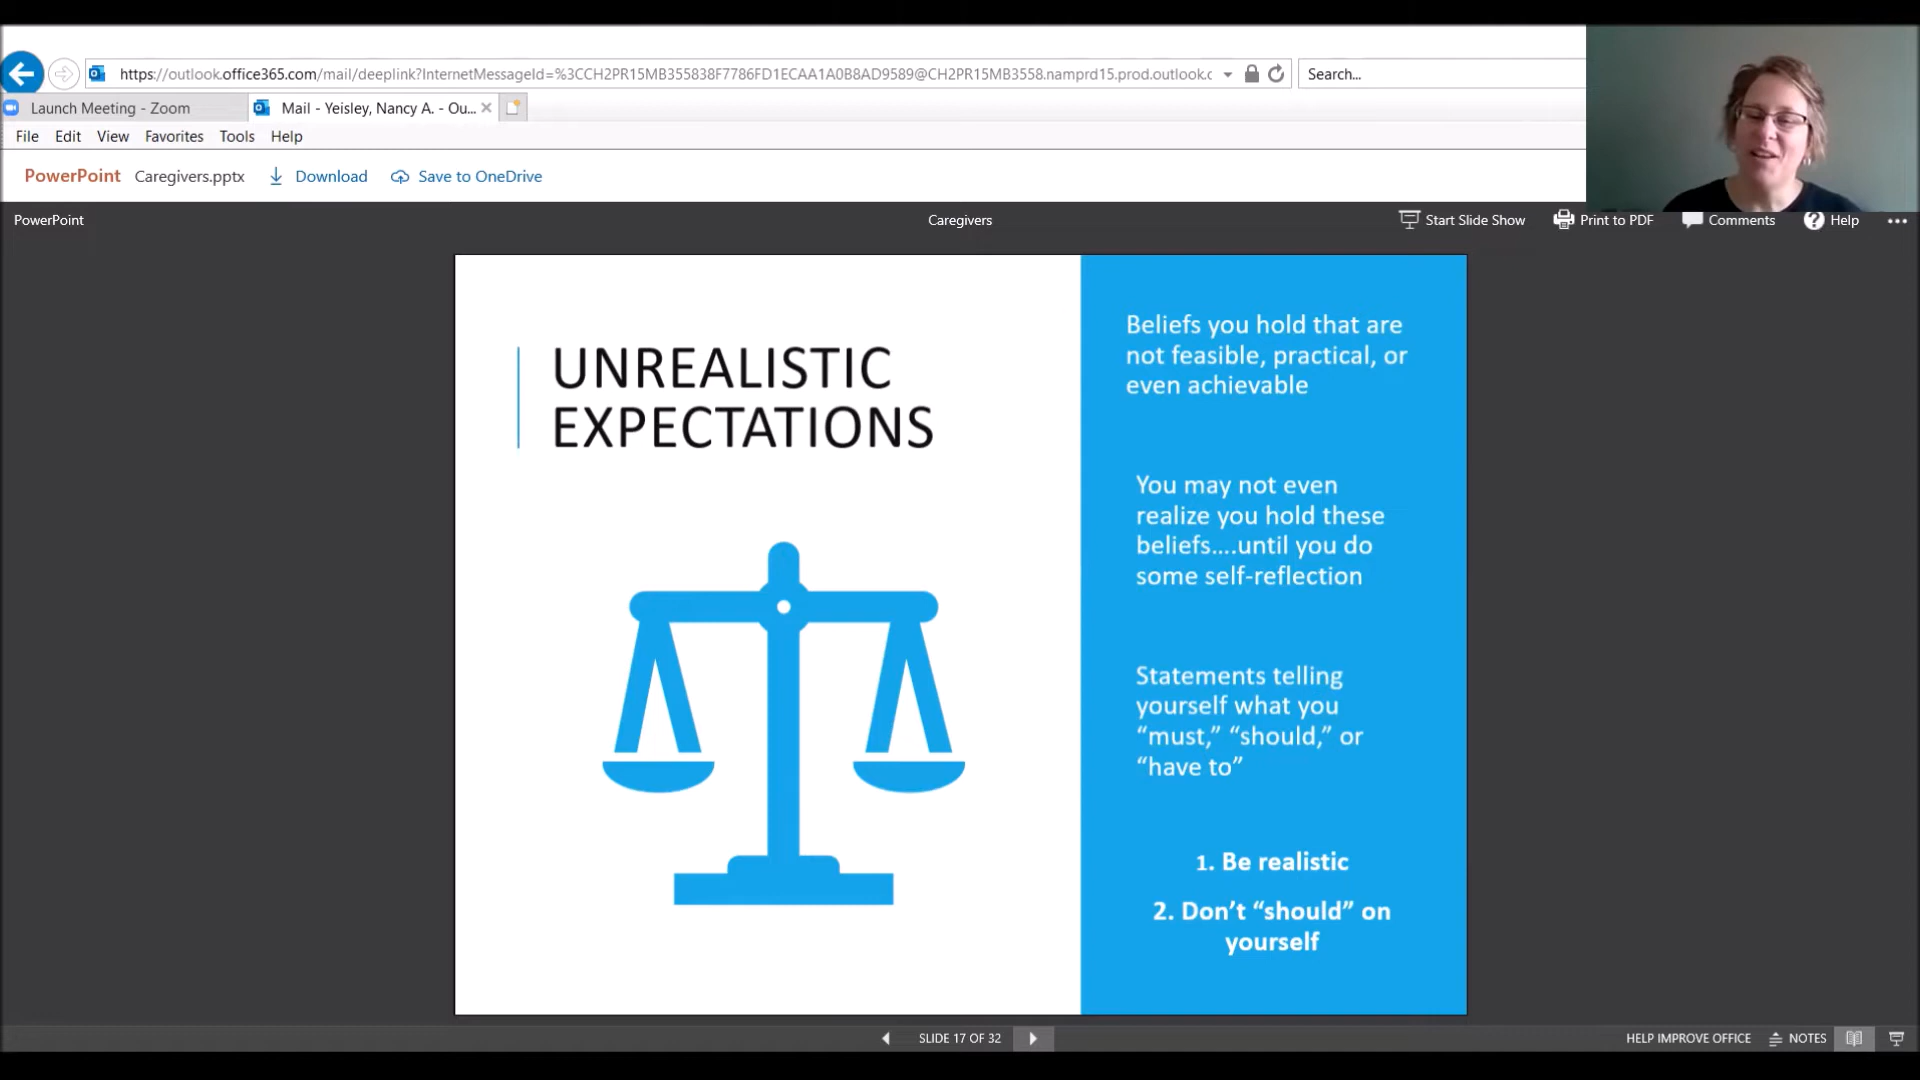 https://outlook.office365.com/mail/deeplink?InternetMessageId=%3CCH2PR15MB355838F7786FD1ECAA1A0B8AD9589@CH2PR15MB3558.namprd15.prod.outlook.c
Search...
Launch Meeting - Zoom
Mail - Yeisley, Nancy A. - Ou...
File Edit View Favorites Tools Help
PowerPoint Caregivers.pptx Download Save to OneDrive
PowerPoint Caregivers Start Slide Show Print to PDF Comments Help ...
UNREALISTIC
EXPECTATIONS
Beliefs you hold that are
not feasible, practical, or
even achievable
You may not even
realize you hold these
beliefs....until you do
some self-reflection
Statements telling
yourself what you
“must,” “should,” or
“have to”
1. Be realistic
2. Don’t “should” on
yourself
SLIDE 17 OF 32
HELP IMPROVE OFFICE NOTES